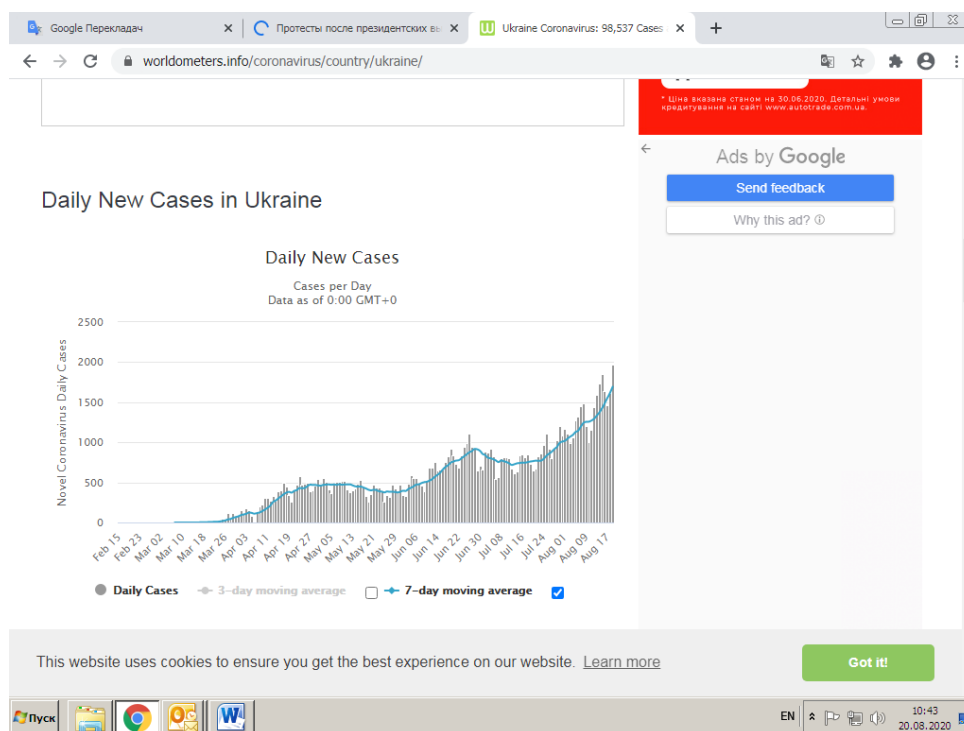 Google Перекладач
Протесты после президентских вы
Ukraine Coronavirus: 98,537 Cases
worldometers.info/coronavirus/country/ukraine/
* Ціна вказана станом на 30.06.2020. Детальні умови
кредитування на сайті www.autotrade.com.ua.
Ads by Google
Send feedback
Why this ad?
Daily New Cases in Ukraine
Daily New Cases
Cases per Day
Data as of 0:00 GMT+0
Novel Coronavirus Daily Cases
2500
2000
1500
1000
500
0
Feb 15
Feb 23
Mar 02
Mar 10
Mar 18
Mar 26
Apr 03
Apr 11
Apr 19
Apr 27
May 05
May 13
May 21
May 29
Jun 06
Jun 14
Jun 22
Jun 30
Jul 08
Jul 16
Jul 24
Aug 01
Aug 09
Aug 17
Daily Cases
3-day moving average
7-day moving average
This website uses cookies to ensure you get the best experience on our website. Learn more
Got it!
Пуск
EN
10:43
20.08.2020